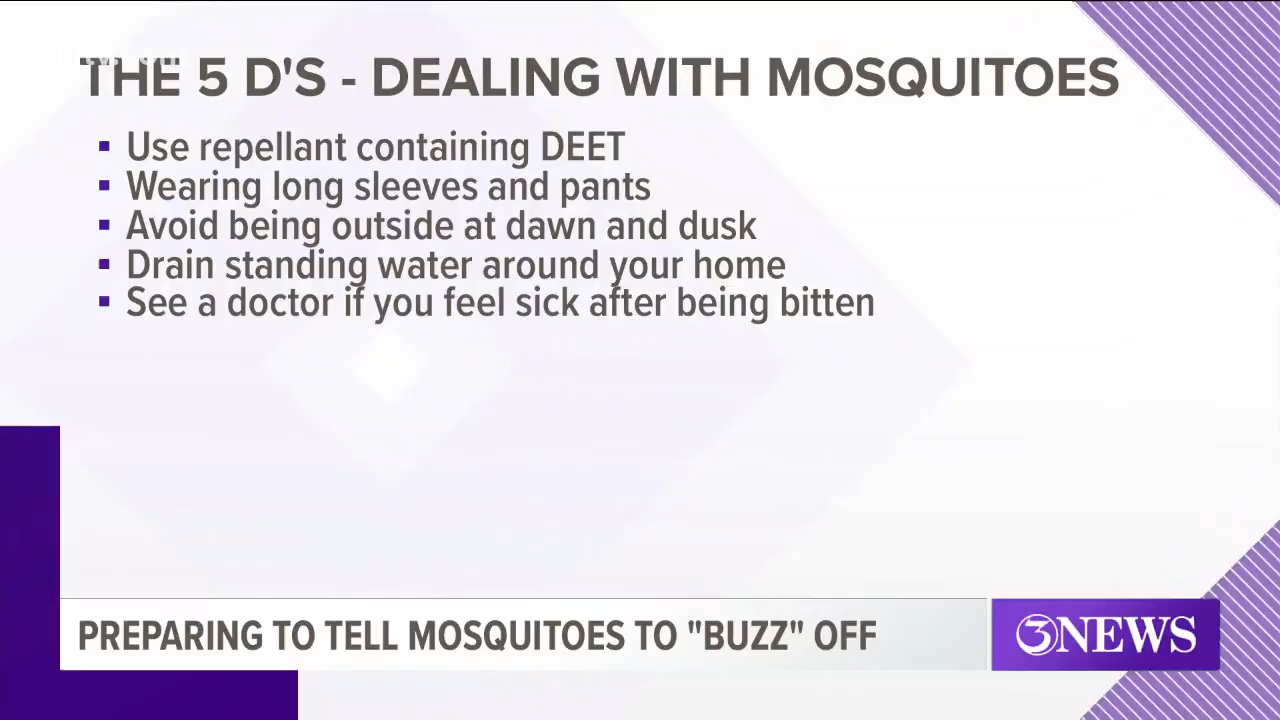 THE 5 D'S - DEALING WITH MOSQUITOES
▪ Use repellant containing DEET
▪ Wearing long sleeves and pants
▪ Avoid being outside at dawn and dusk
▪ Drain standing water around your home
▪ See a doctor if you feel sick after being bitten
PREPARING TO TELL MOSQUITOES TO "BUZZ" OFF
3NEWS